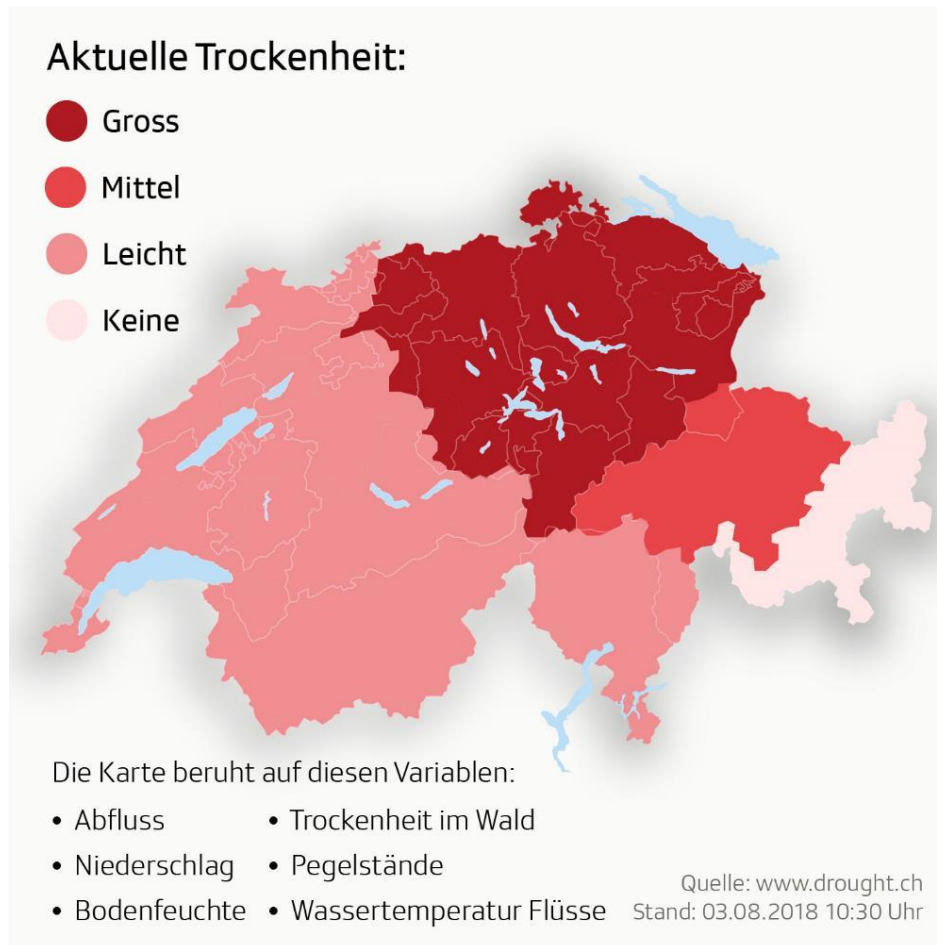 Aktuelle Trockenheit:
Gross
Mittel
Leicht
Keine
Die Karte beruht auf diesen Variablen:
• Abfluss
• Niederschlag
• Bodenfeuchte
• Trockenheit im Wald
• Pegelstände
• Wassertemperatur Flüsse
Quelle: www.drought.ch
Stand: 03.08.2018 10:30 Uhr